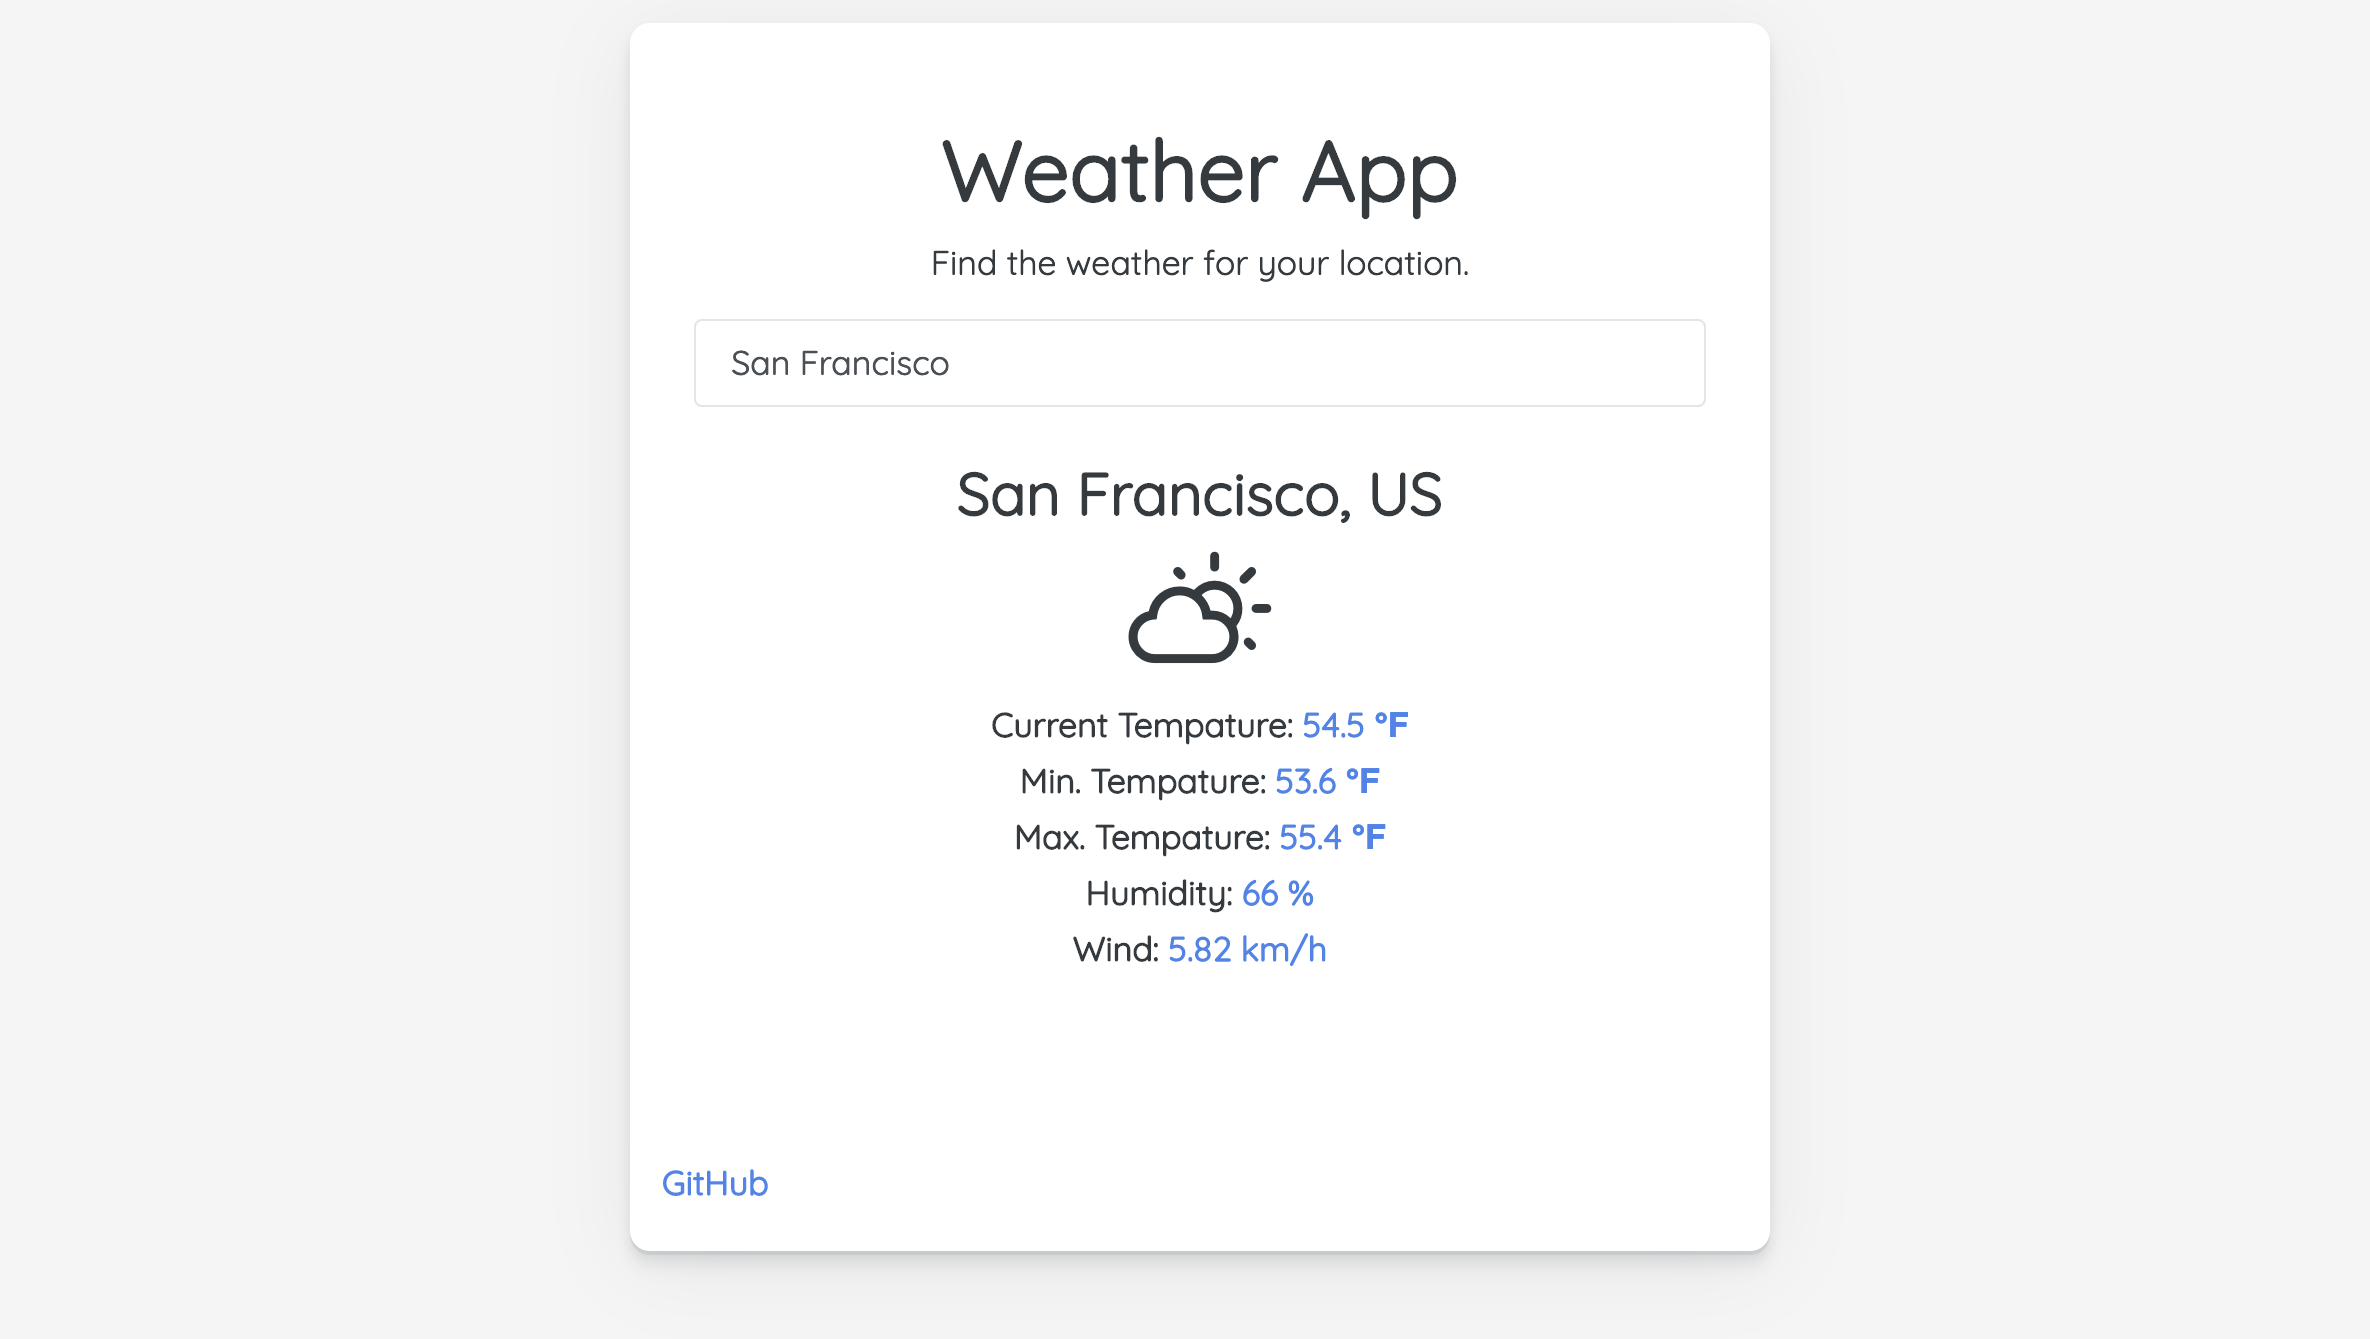 Weather App
Find the weather for your location.
San Francisco
San Francisco, US
Current Tempature: 54.5 °F
Min. Tempature: 53.6 °F
Max. Tempature: 55.4 °F
Humidity: 66 %
Wind: 5.82 km/h
GitHub